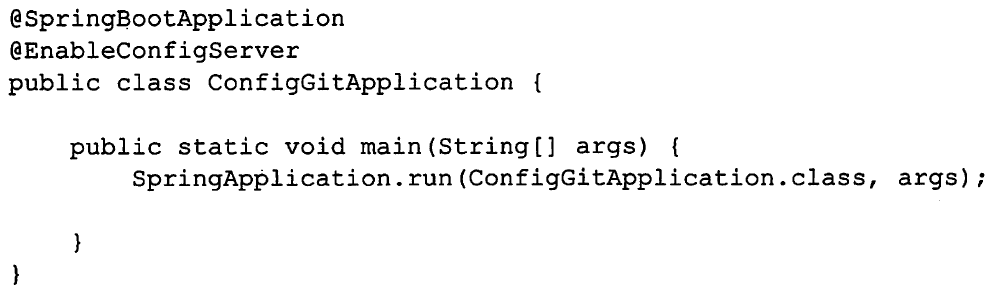 @SpringBootApplication
@EnableConfigServer
public class ConfigGitApplication {
    public static void main(String[] args) {
        SpringApplication.run(ConfigGitApplication.class, args);
    }
}